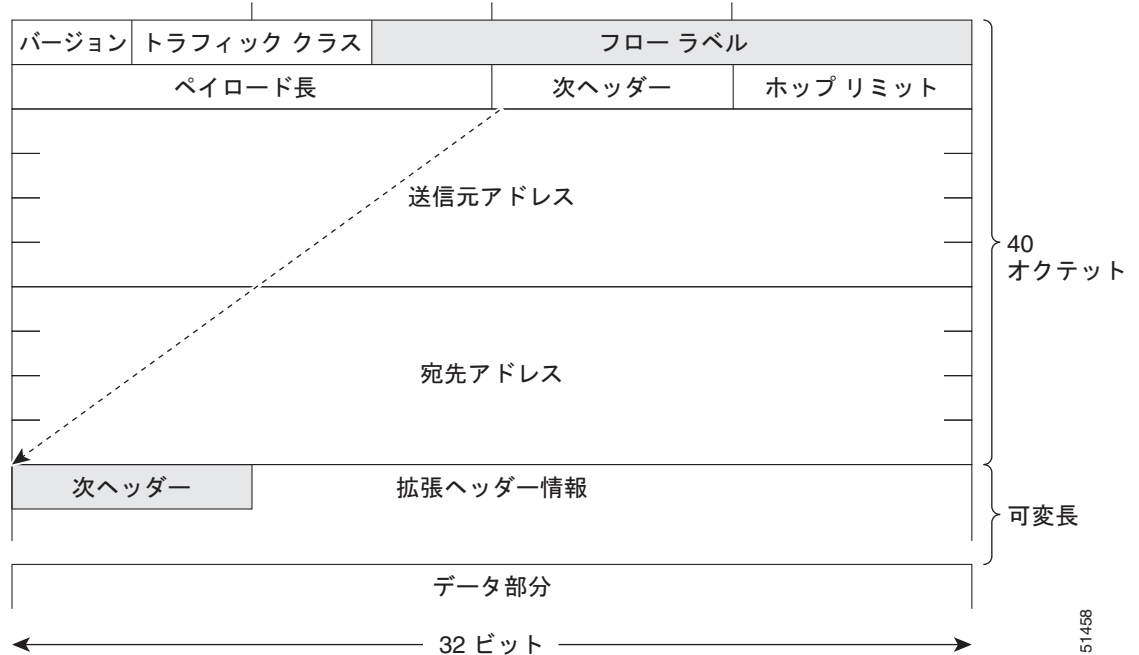 バージョン
トラフィック クラス
フロー ラベル
ペイロード長
次ヘッダー
ホップ リミット
送信元アドレス
40
オクテット
宛先アドレス
次ヘッダー
拡張ヘッダー情報
可変長
データ部分
32 ビット
51458